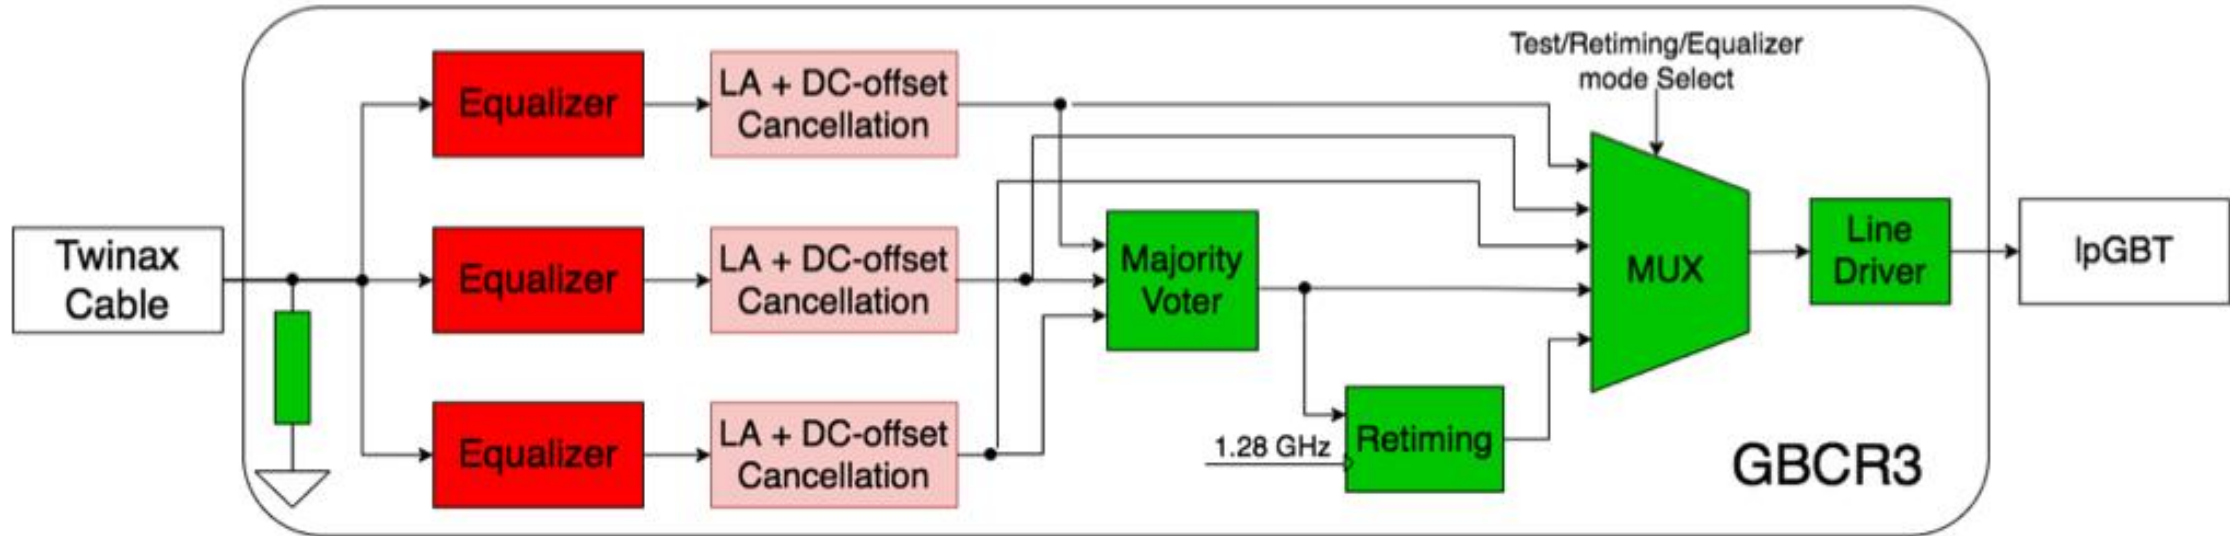 Test/Retiming/Equalizer
mode Select
Equalizer
LA + DC-offset
Cancellation
Twinax
Cable
Equalizer
LA + DC-offset
Cancellation
Majority
Voter
MUX
Line
Driver
lpGBT
Equalizer
LA + DC-offset
Cancellation
1.28 GHz
Retiming
GBCR3